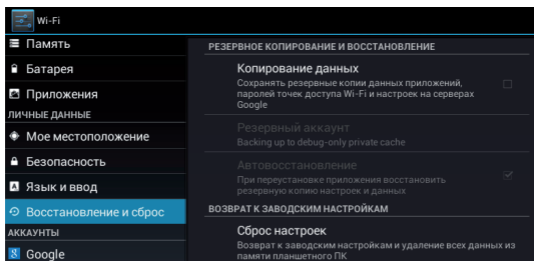 Wi-Fi
Память
Батарея
Приложения
ЛИЧНЫЕ ДАННЫЕ
Мое местоположение
Безопасность
Язык и ввод
Восстановление и сброс
АККАУНТЫ
Google
РЕЗЕРВНОЕ КОПИРОВАНИЕ И ВОССТАНОВЛЕНИЕ
Копирование данных
Сохранять резервные копии данных приложений,
паролей точек доступа Wi-Fi и настроек на серверах
Google
Резервный аккаунт
Backing up to debug-only private cache
Автовосстановление
При переустановке приложения восстановить
резервную копию настроек и данных
ВОЗВРАТ К ЗАВОДСКИМ НАСТРОЙКАМ
Сброс настроек
Возврат к заводским настройкам и удаление всех данных из
памяти планшетного ПК